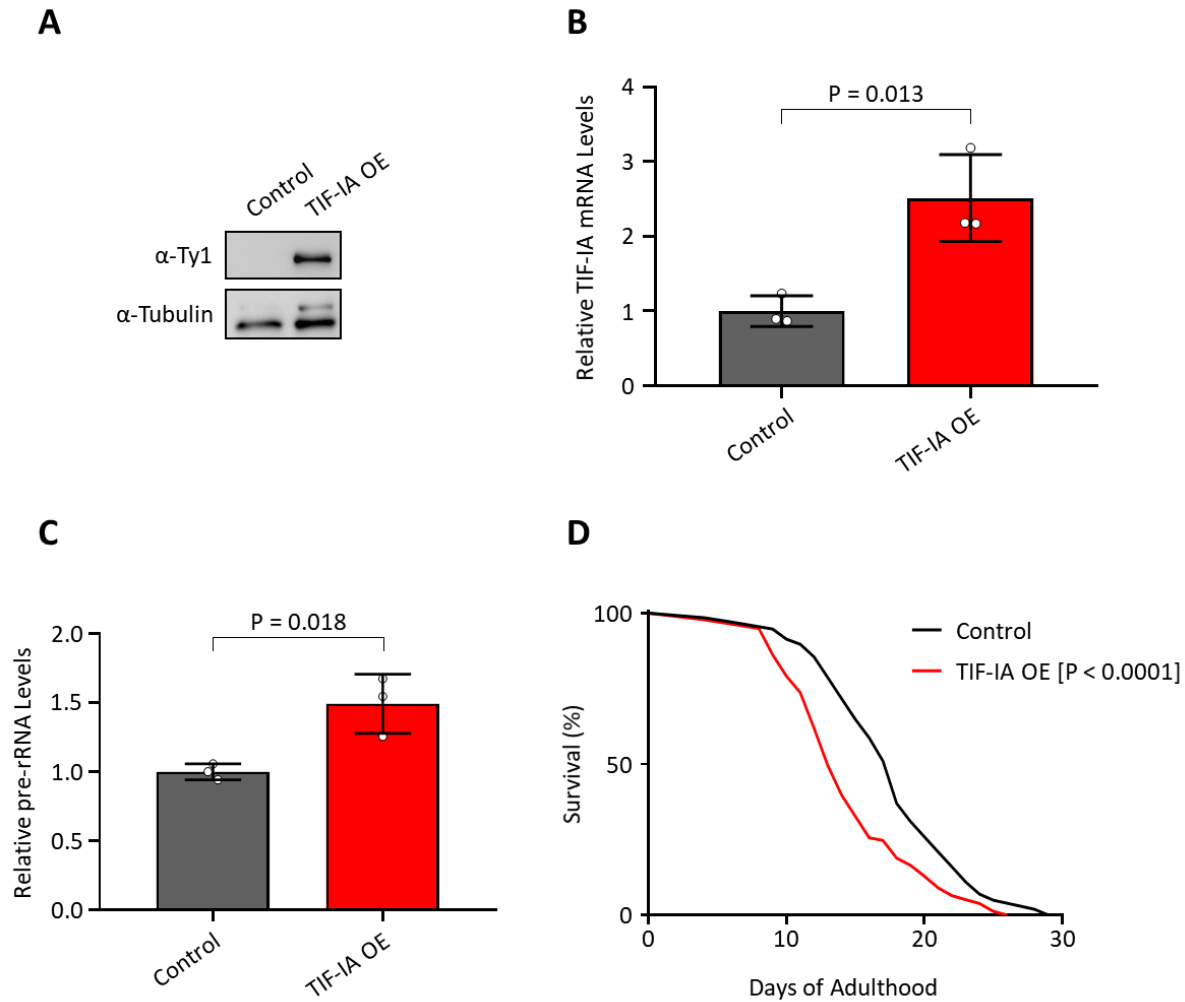 A
Control
TIF-IA OE
α-Ty1
α-Tubulin
B
P = 0.013
Relative TIF-IA mRNA Levels
4
3
2
1
0
Control
TIF-IA OE
C
P = 0.018
Relative pre-rRNA Levels
2.0
1.5
1.0
0.5
0.0
Control
TIF-IA OE
D
Survival (%)
100
50
0
Control
TIF-IA OE [P < 0.0001]
0 10 20 30
Days of Adulthood